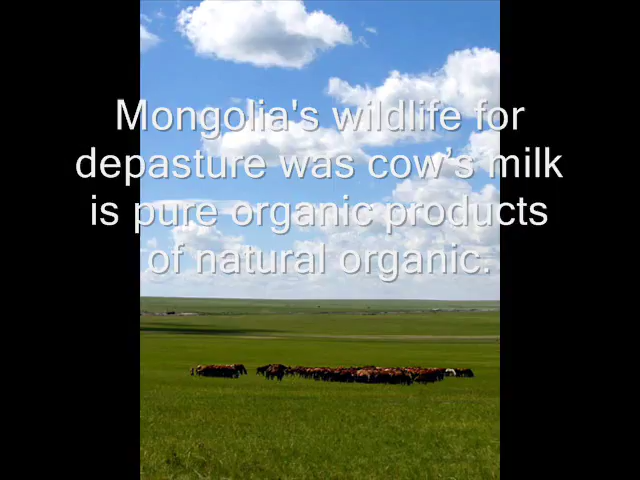 Mongolia's wildlife for
depasture was cow’s milk
is pure organic products
of natural organic.